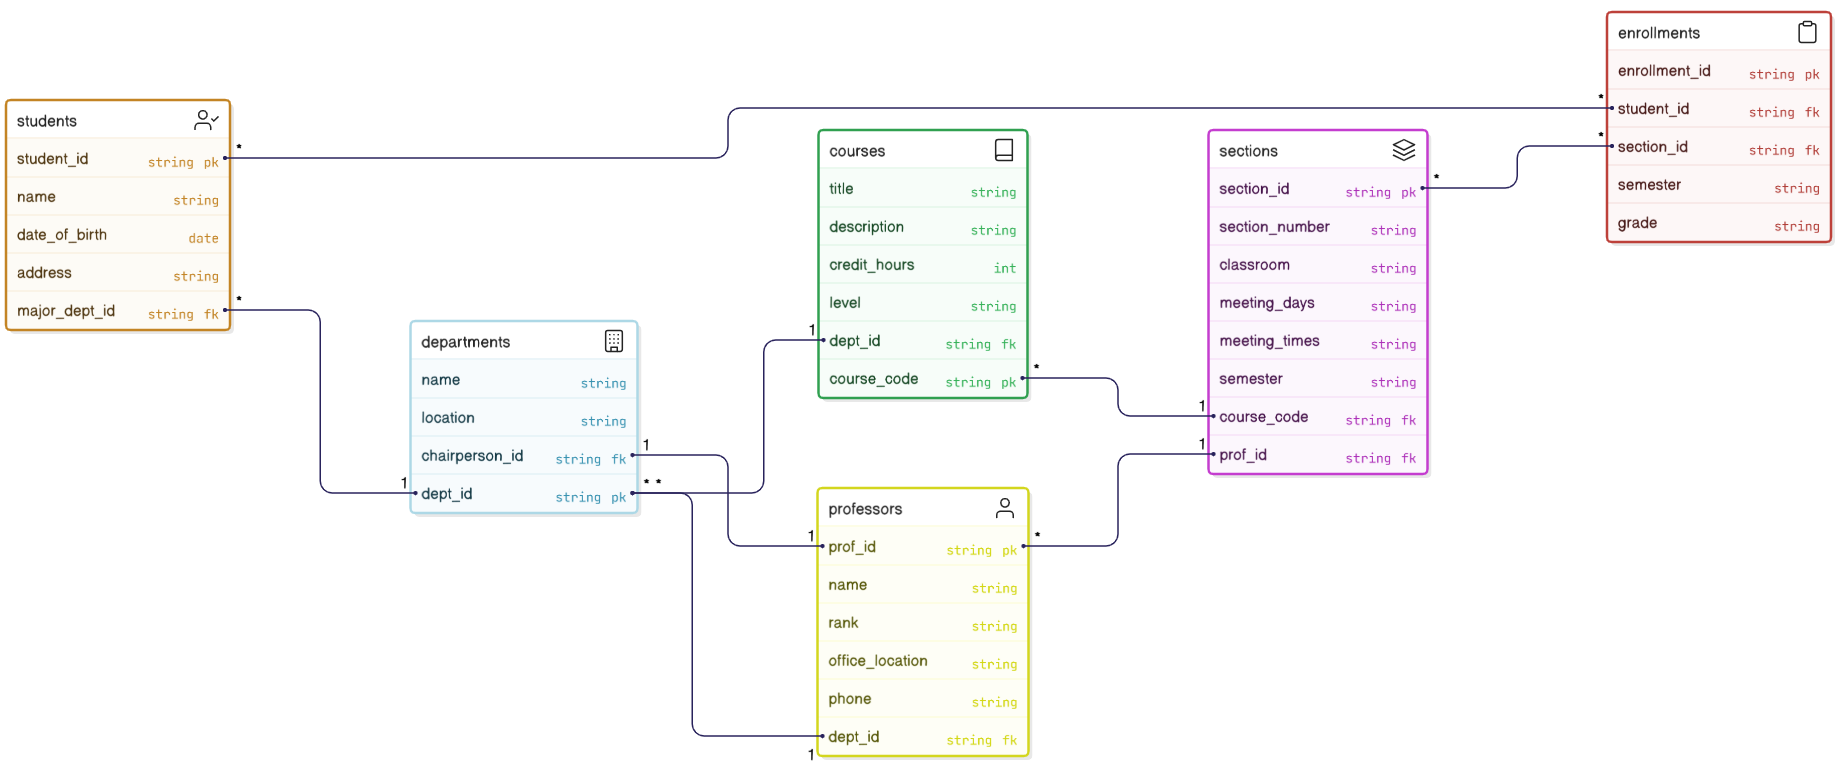 students
student_id string pk
name string
date_of_birth date
address string
major_dept_id string fk
*
*
departments
name string
location string
chairperson_id string fk
dept_id string pk
1
1
* *
courses
title string
description string
credit_hours int
level string
dept_id string fk
course_code string pk
1
*
professors
prof_id string pk
name string
rank string
office_location string
phone string
dept_id string fk
1
*
1
sections
section_id string pk
section_number string
classroom string
meeting_days string
meeting_times string
semester string
course_code string fk
prof_id string fk
*
1
1
enrollments
enrollment_id string pk
student_id string fk
section_id string fk
semester string
grade string
*
*